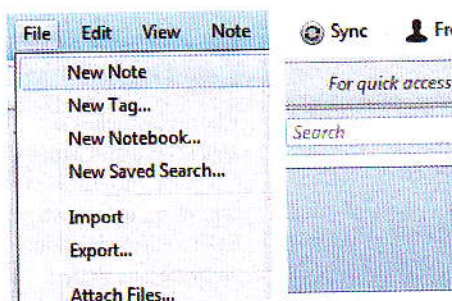 File Edit View Note
New Note
New Tag...
New Notebook...
New Saved Search...
Import
Export...
Attach Files...
Sync
For quick access
Search